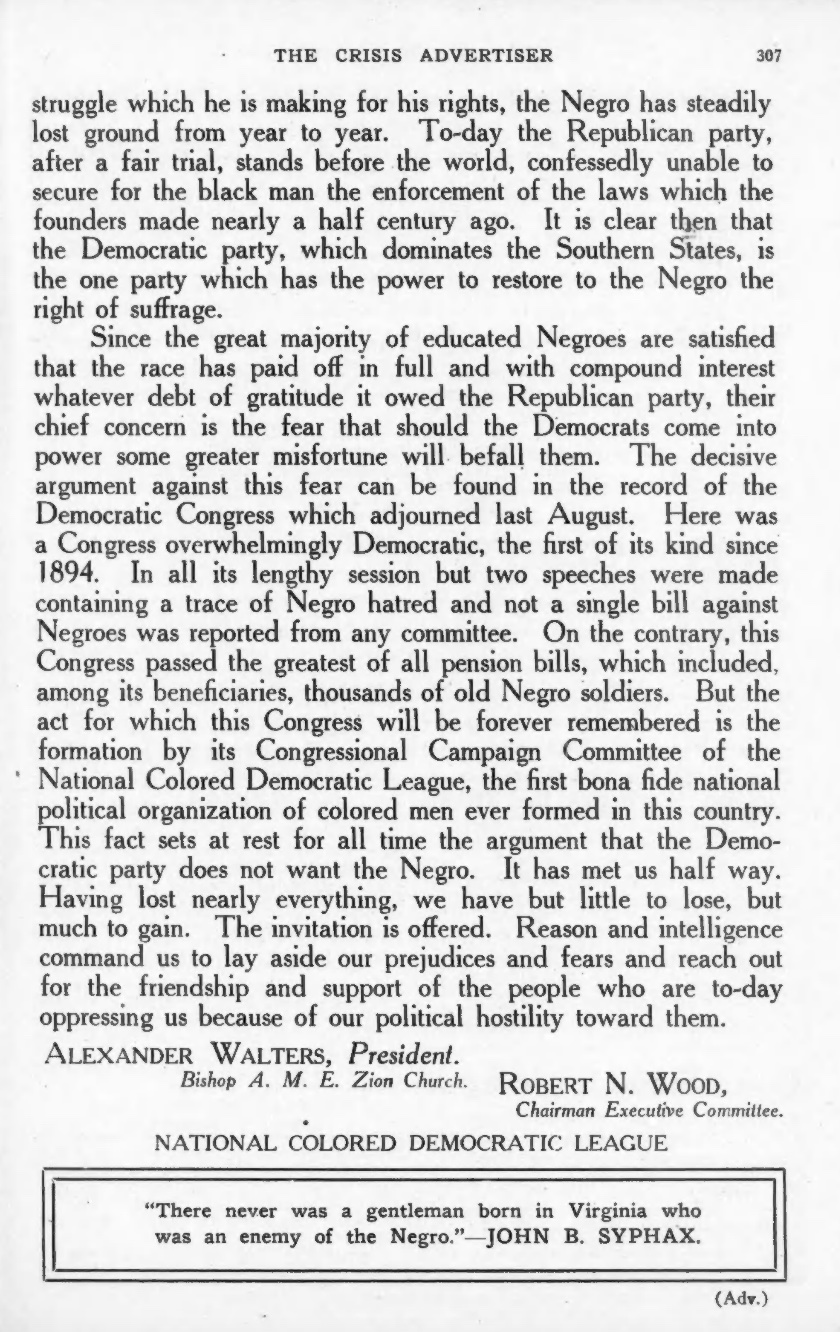 THE CRISIS ADVERTISER 307
struggle which he is making for his rights, the Negro has steadily
lost ground from year to year. To-day the Republican party,
after a fair trial, stands before the world, confessedly unable to
secure for the black man the enforcement of the laws which the
founders made nearly a half century ago. It is clear then that
the Democratic party, which dominates the Southern States, is
the one party which has the power to restore to the Negro the
right of suffrage.
Since the great majority of educated Negroes are satisfied
that the race has paid off in full and with compound interest
whatever debt of gratitude it owed the Republican party, their
chief concern is the fear that should the Democrats come into
power some greater misfortune will befall them. The decisive
argument against this fear can be found in the record of the
Democratic Congress which adjourned last August. Here was
a Congress overwhelmingly Democratic, the first of its kind since
1894. In all its lengthy session but two speeches were made
containing a trace of Negro hatred and not a single bill against
Negroes was reported from any committee. On the contrary, this
Congress passed the greatest of all pension bills, which included,
among its beneficiaries, thousands of old Negro soldiers. But the
act for which this Congress will be forever remembered is the
formation by its Congressional Campaign Committee of the
National Colored Democratic League, the first bona fide national
political organization of colored men ever formed in this country.
This fact sets at rest for all time the argument that the Demo-
cratic party does not want the Negro. It has met us half way.
Having lost nearly everything, we have but little to lose, but
much to gain. The invitation is offered. Reason and intelligence
command us to lay aside our prejudices and fears and reach out
for the friendship and support of the people who are to-day
oppressing us because of our political hostility toward them.
ALEXANDER WALTERS, President.
Bishop A. M. E. Zion Church.
ROBERT N. WOOD,
Chairman Executive Committee.
NATIONAL COLORED DEMOCRATIC LEAGUE
"There never was a gentleman born in Virginia who
was an enemy of the Negro."—JOHN B. SYPHAX.
(Adv.)